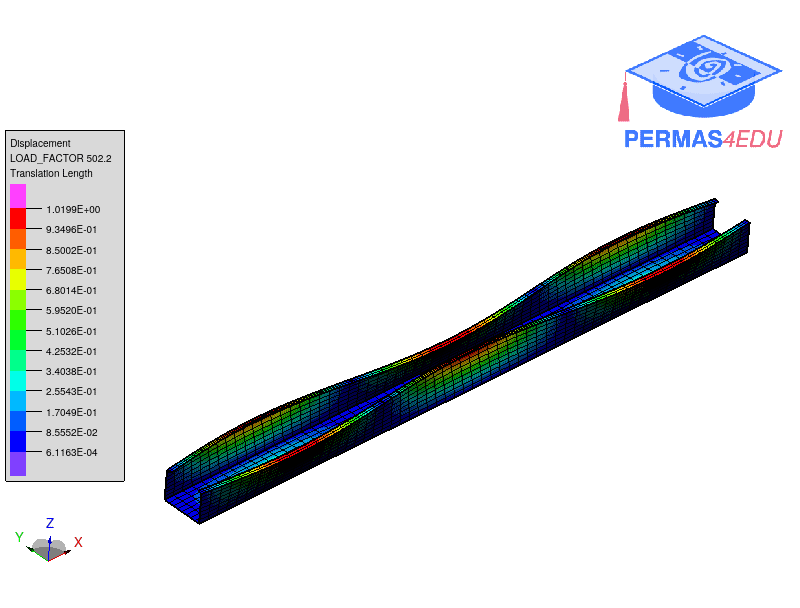 PERMAS4EDU
Displacement
LOAD_FACTOR 502.2
Translation Length
1.0199E+00
9.3496E-01
8.5002E-01
7.6508E-01
6.8014E-01
5.9520E-01
5.1026E-01
4.2532E-01
3.4038E-01
2.5543E-01
1.7049E-01
8.5552E-02
6.1163E-04
Z
Y
X